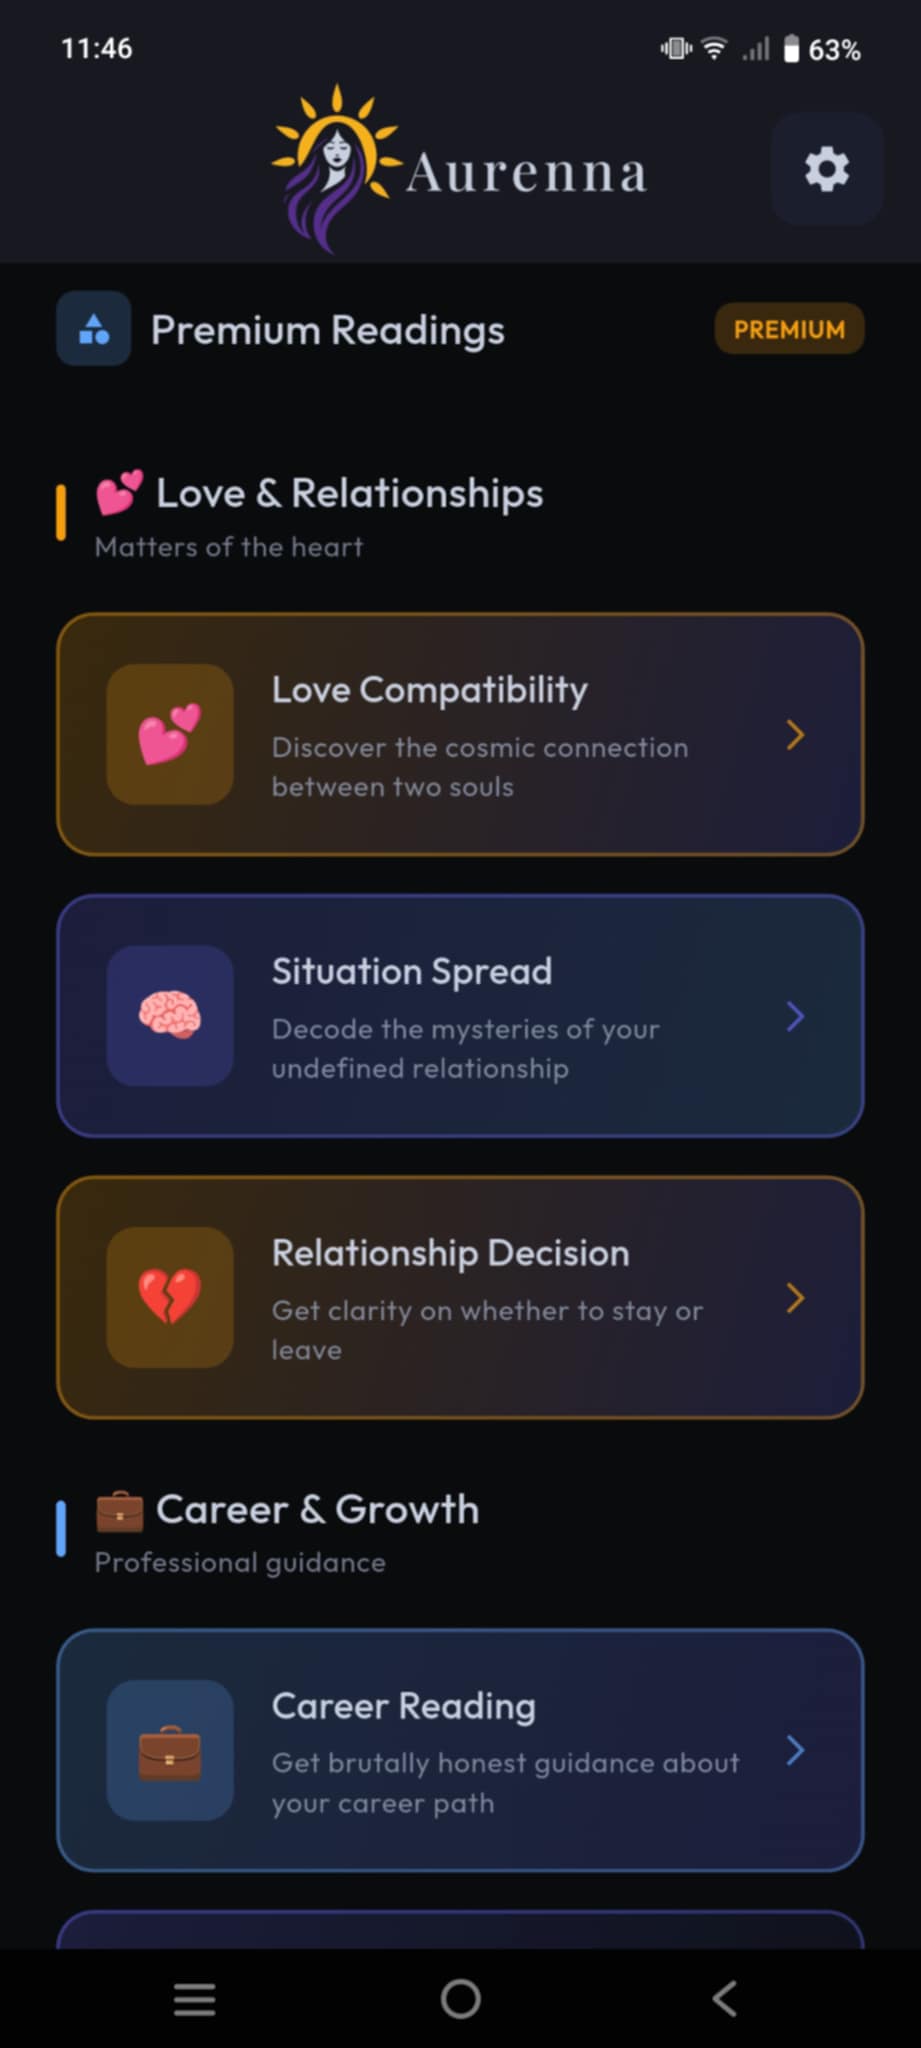 11:46
63%
Aurenna
Premium Readings
PREMIUM
💕 Love & Relationships
Matters of the heart
Love Compatibility
Discover the cosmic connection
between two souls
Situation Spread
Decode the mysteries of your
undefined relationship
Relationship Decision
Get clarity on whether to stay or
leave
💼 Career & Growth
Professional guidance
Career Reading
Get brutally honest guidance about
your career path